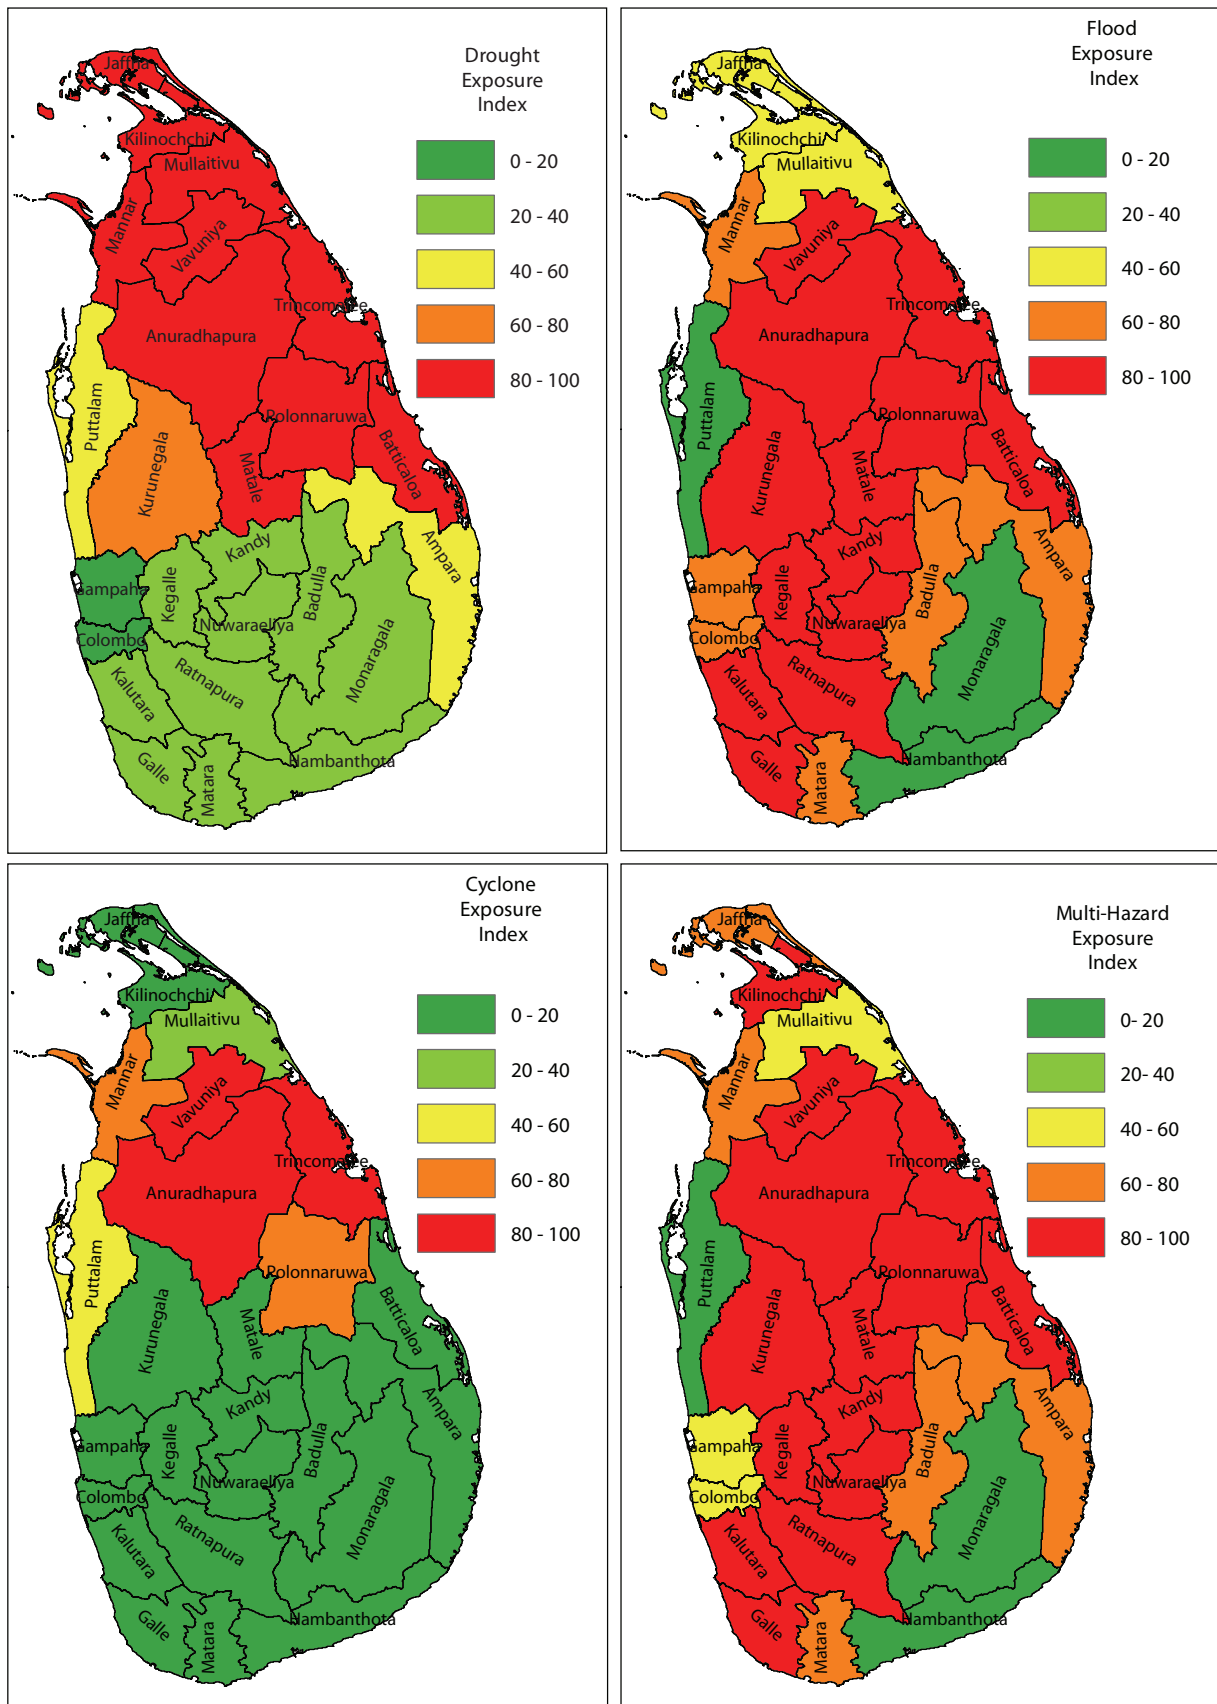 Drought
Exposure
Index
0 - 20
20 - 40
40 - 60
60 - 80
80 - 100
Jaffna
Kilinochchi
Mullaitivu
Mannar
Vavuniya
Trincomalee
Anuradhapura
Puttalam
Polonnaruwa
Kurunegala
Matale
Batticaloa
Kandy
Ampara
Gampaha
Kegalle
Badulla
Colombo
Nuwaraeliya
Monaragala
Kalutara
Ratnapura
Galle
Matara
Hambanthota
Flood
Exposure
Index
0 - 20
20 - 40
40 - 60
60 - 80
80 - 100
Jaffna
Kilinochchi
Mullaitivu
Mannar
Vavuniya
Trincomalee
Anuradhapura
Puttalam
Polonnaruwa
Kurunegala
Matale
Batticaloa
Kandy
Ampara
Gampaha
Kegalle
Badulla
Colombo
Nuwaraeliya
Monaragala
Kalutara
Ratnapura
Galle
Matara
Hambanthota
Cyclone
Exposure
Index
0 - 20
20 - 40
40 - 60
60 - 80
80 - 100
Jaffna
Kilinochchi
Mullaitivu
Mannar
Vavuniya
Trincomalee
Anuradhapura
Puttalam
Polonnaruwa
Kurunegala
Matale
Batticaloa
Kandy
Ampara
Gampaha
Kegalle
Badulla
Colombo
Nuwaraeliya
Monaragala
Kalutara
Ratnapura
Galle
Matara
Hambanthota
Multi-Hazard
Exposure
Index
0- 20
20- 40
40 - 60
60 - 80
80 - 100
Jaffna
Kilinochchi
Mullaitivu
Mannar
Vavuniya
Trincomalee
Anuradhapura
Puttalam
Polonnaruwa
Kurunegala
Matale
Batticaloa
Kandy
Ampara
Gampaha
Kegalle
Badulla
Colombo
Nuwaraeliya
Monaragala
Kalutara
Ratnapura
Galle
Matara
Hambanthota